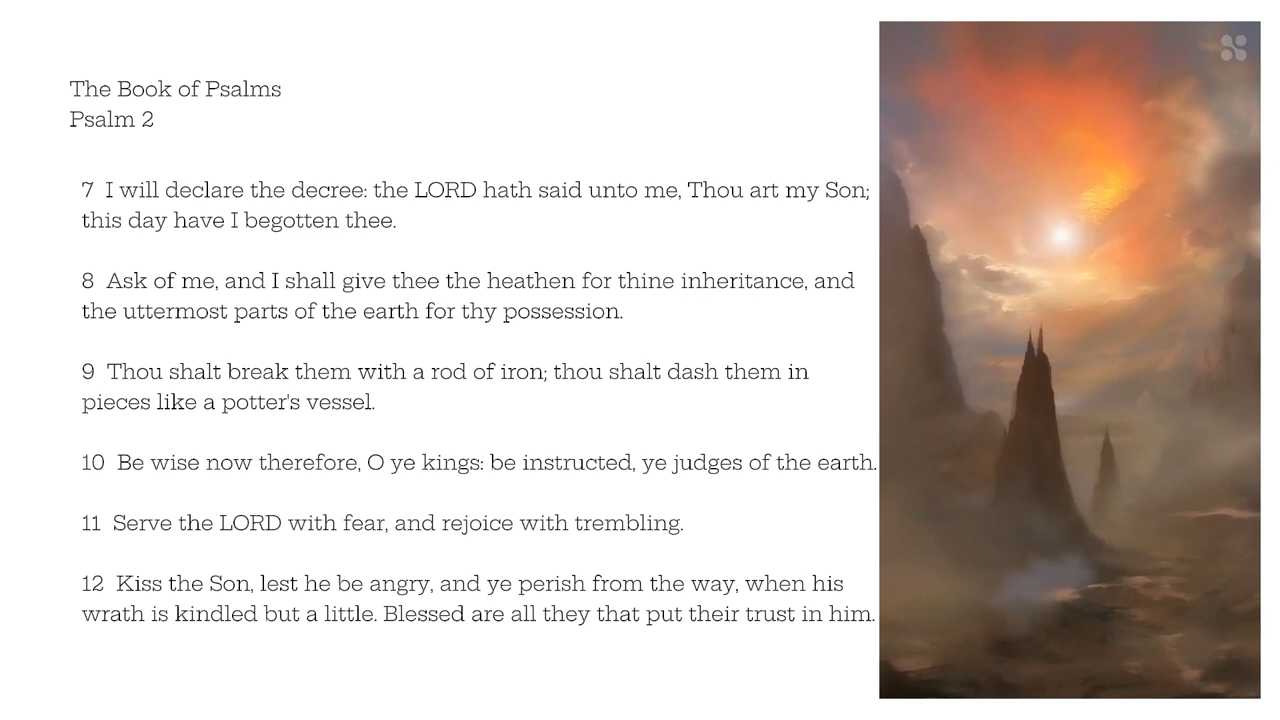 The Book of Psalms
Psalm 2
7 I will declare the decree: the LORD hath said unto me, Thou art my Son;
this day have I begotten thee.
8 Ask of me, and I shall give thee the heathen for thine inheritance, and
the uttermost parts of the earth for thy possession.
9 Thou shalt break them with a rod of iron; thou shalt dash them in
pieces like a potter's vessel.
10 Be wise now therefore, O ye kings: be instructed, ye judges of the earth.
11 Serve the LORD with fear, and rejoice with trembling.
12 Kiss the Son, lest he be angry, and ye perish from the way, when his
wrath is kindled but a little. Blessed are all they that put their trust in him.